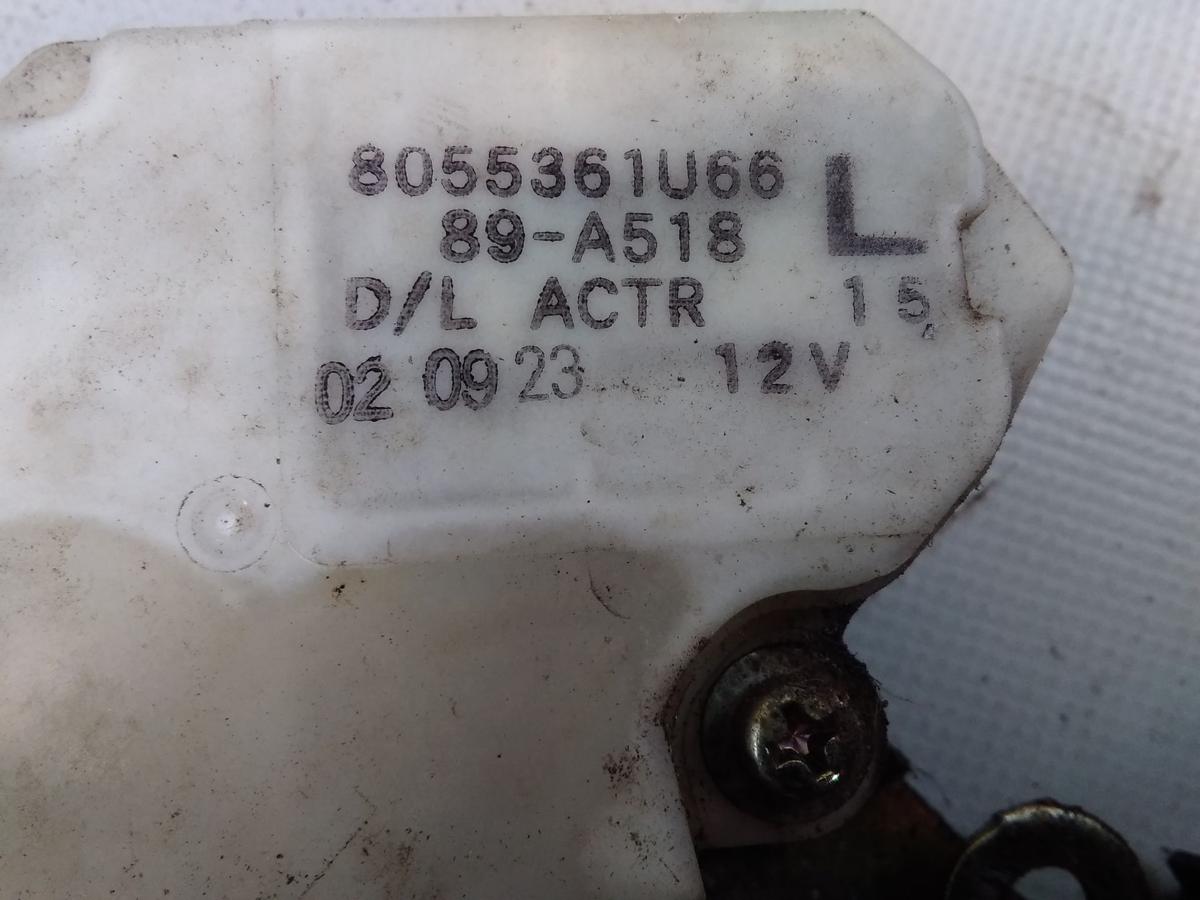 8055361U66 L
89-A518
D/L ACTR 15
02 09 23 12V